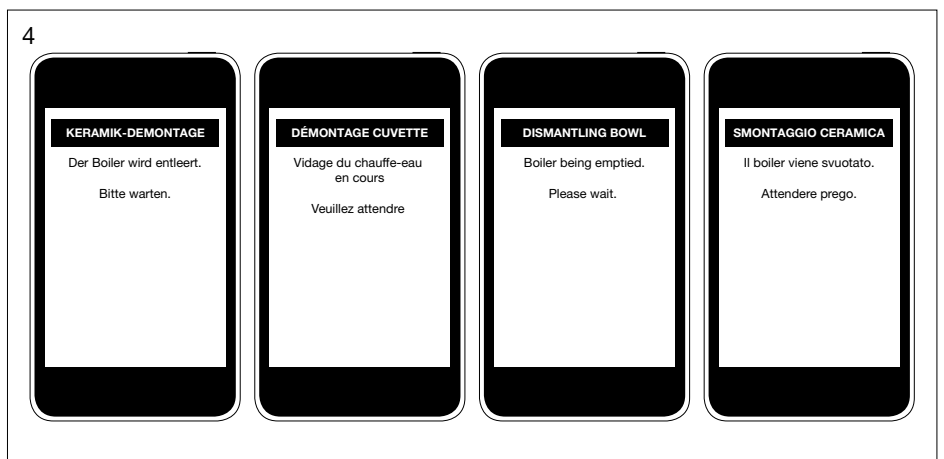 4
KERAMIK-DEMONTAGE
Der Boiler wird entleert.
Bitte warten.
DÉMONTAGE CUVETTE
Vidage du chauffe-eau
en cours
Veuillez attendre
DISMANTLING BOWL
Boiler being emptied.
Please wait.
SMONTAGGIO CERAMICA
Il boiler viene svuotato.
Attendere prego.